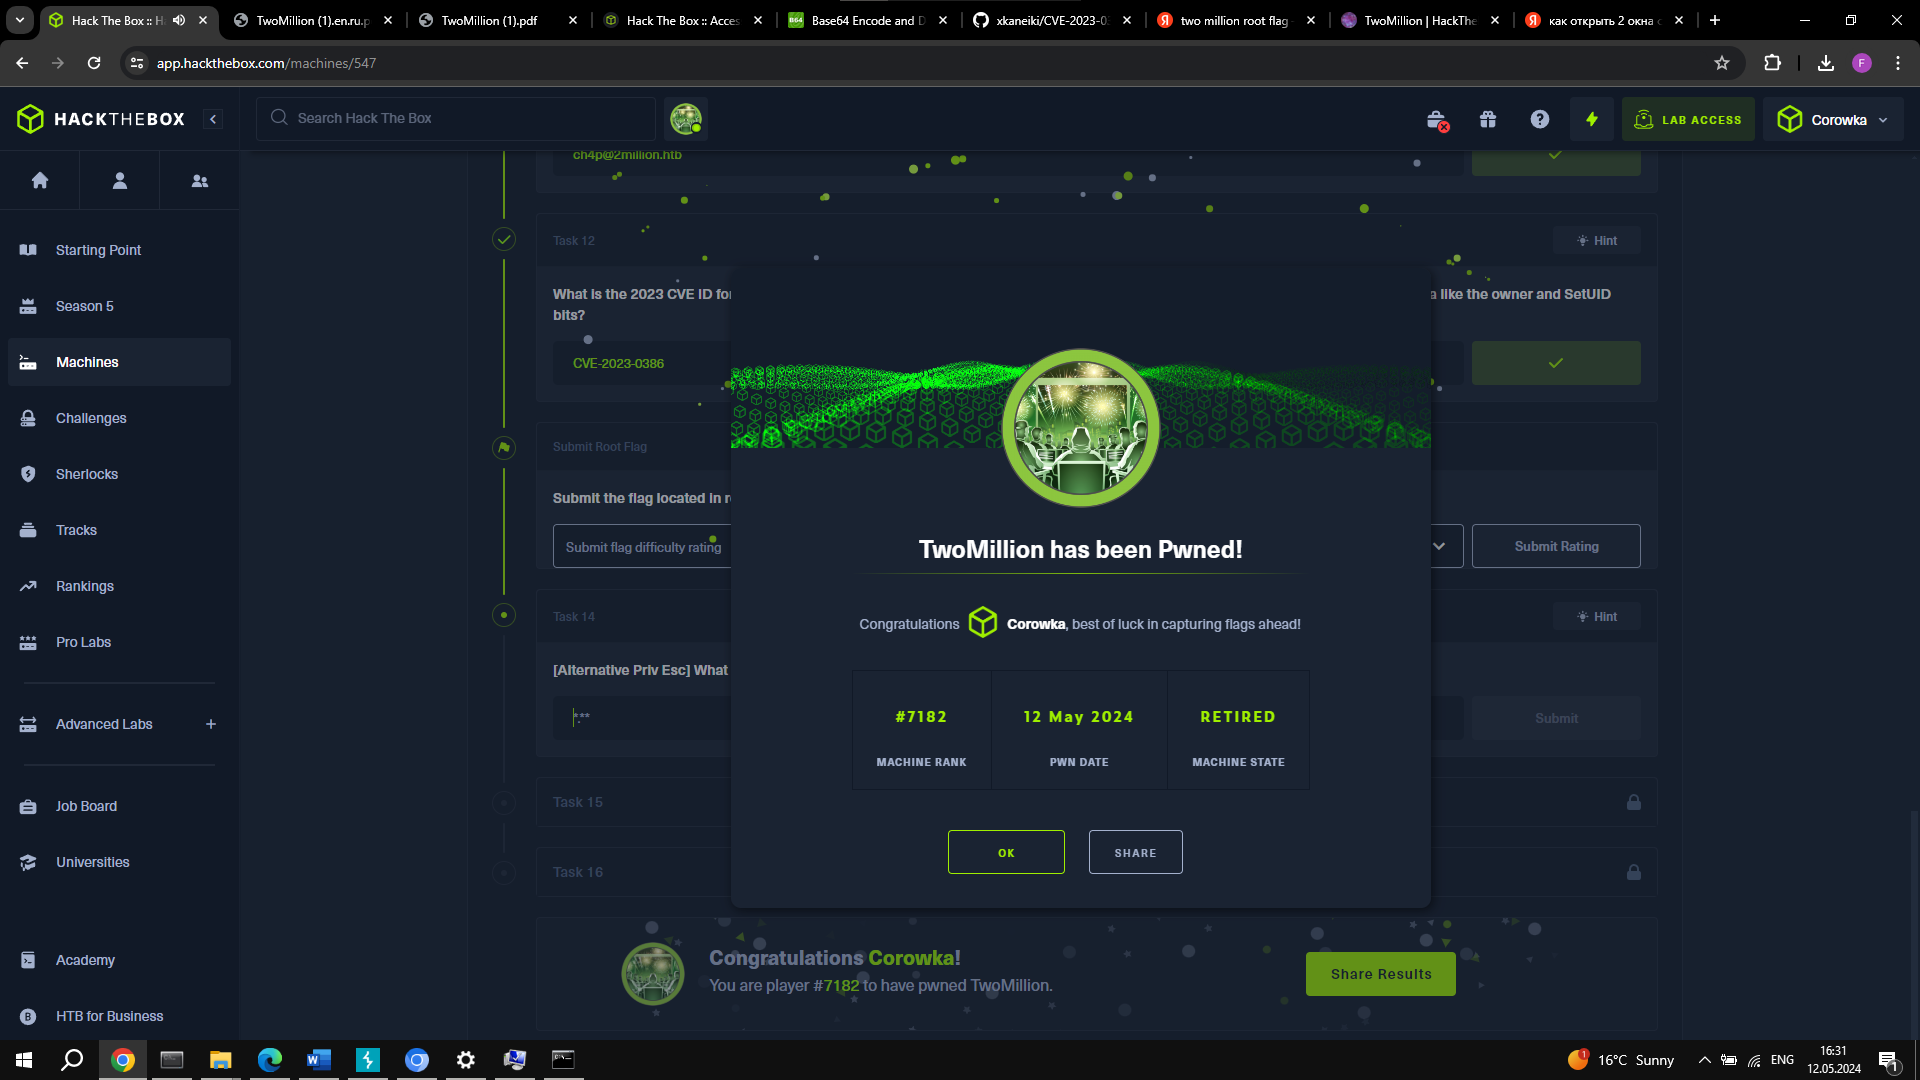 Hack The Box :: H
TwoMillion (1).en.ru.p
TwoMillion (1).pdf
Hack The Box :: Acces
Base64 Encode and D
xkaneiki/CVE-2023-03
two million root flag
TwoMillion | HackThe
как открыть 2 окна
app.hackthebox.com/machines/547
F
HACKTHEBOX
Search Hack The Box
LAB ACCESS
Corowka
Starting Point
Season 5
Machines
Challenges
Sherlocks
Tracks
Rankings
Pro Labs
Advanced Labs
Job Board
Universities
Academy
HTB for Business
ch4p@2million.htb
Task 12
Hint
What is the 2023 CVE ID for
a like the owner and SetUID
bits?
CVE-2023-0386
Submit Root Flag
Submit the flag located in r
Submit flag difficulty rating
Submit Rating
Task 14
Hint
[Alternative Priv Esc] What
*.**
Submit
Task 15
Task 16
TwoMillion has been Pwned!
Congratulations Corowka, best of luck in capturing flags ahead!
#7182
MACHINE RANK
12 May 2024
PWN DATE
RETIRED
MACHINE STATE
OK
SHARE
Congratulations Corowka!
You are player #7182 to have pwned TwoMillion.
Share Results
16°C Sunny
ENG
16:31
12.05.2024
1